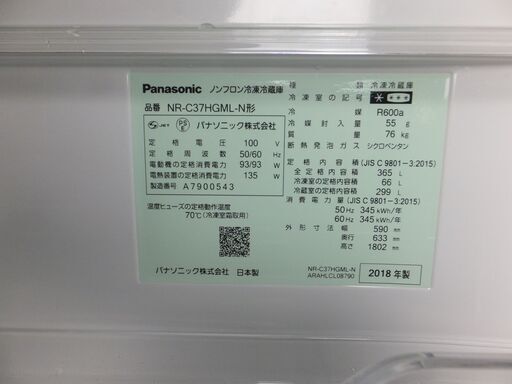 Panasonic ノンフロン冷凍冷蔵庫
品番 NR-C37HGML-N形
JET PSE パナソニック株式会社
定格電圧 100 V
定格周波数 50/60 Hz
電動機の定格消費電力 93/93 W
電熱装置の定格消費電力 135 W
製造番号 A7900543
温度ヒューズの定格動作温度
70℃(冷凍室霜取用)
パナソニック株式会社 日本製
種類 冷凍冷蔵庫
冷凍室の記号
冷媒 R600a
冷媒封入量 55 g
質量 76 kg
断熱発泡ガス シクロペンタン
定格内容積(JIS C 9801-3:2015)
全定格内容積 365 L
冷凍室の定格内容積 66 L
冷蔵室の定格内容積 299 L
消費電力量(JIS C 9801-3:2015)
50Hz 345kWh/年
60Hz 345kWh/年
外形寸法 幅 590 mm
奥行 633 mm
高さ 1802 mm
NR-C37HGML-N
ARAHLCL08790
2018年製